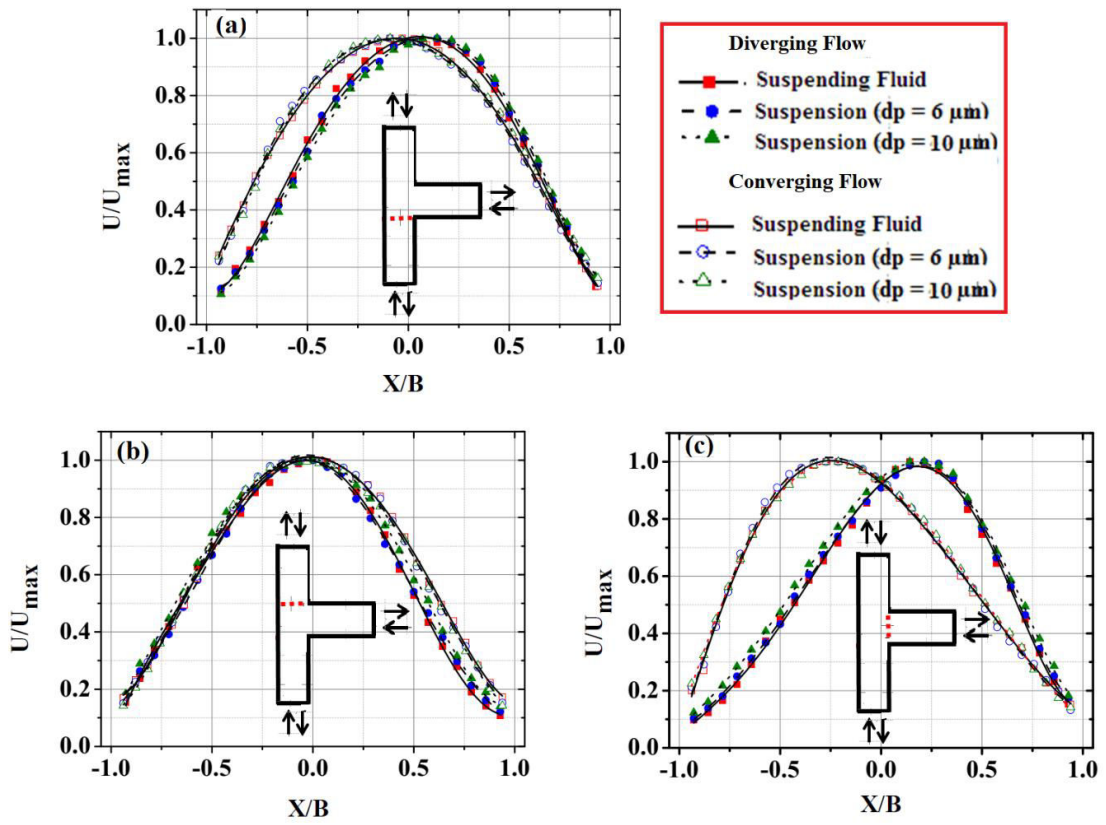 (a)
1.0
0.8
0.6
0.4
0.2
0.0
U/Umax
-1.0 -0.5 0.0 0.5 1.0
X/B
Diverging Flow
Suspending Fluid
Suspension (dp = 6 µm)
Suspension (dp = 10 µm)
Converging Flow
Suspending Fluid
Suspension (dp = 6 µm)
Suspension (dp = 10 µm)
(b)
1.0
0.8
0.6
0.4
0.2
0.0
U/Umax
-1.0 -0.5 0.0 0.5 1.0
X/B
(c)
1.0
0.8
0.6
0.4
0.2
0.0
U/Umax
-1.0 -0.5 0.0 0.5 1.0
X/B